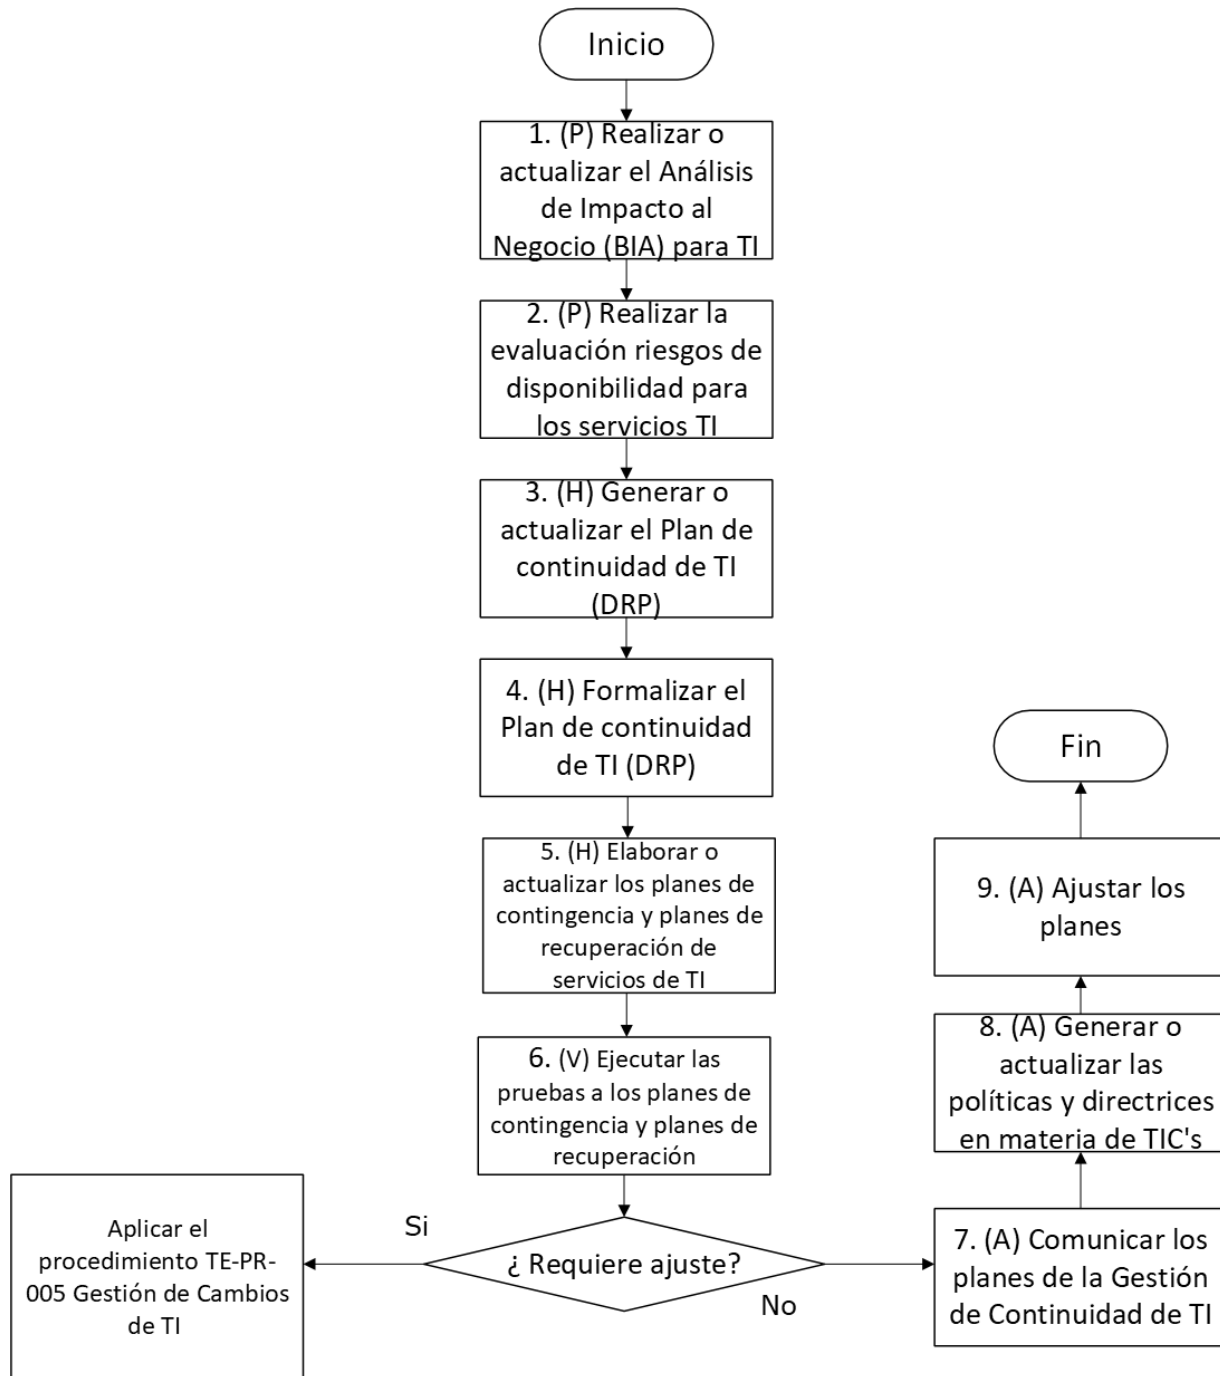 Inicio
1. (P) Realizar o
actualizar el Análisis
de Impacto al
Negocio (BIA) para TI
2. (P) Realizar la
evaluación riesgos de
disponibilidad para
los servicios TI
3. (H) Generar o
actualizar el Plan de
continuidad de TI
(DRP)
4. (H) Formalizar el
Plan de continuidad
de TI (DRP)
5. (H) Elaborar o
actualizar los planes de
contingencia y planes de
recuperación de
servicios de TI
6. (V) Ejecutar las
pruebas a los planes de
contingencia y planes de
recuperación
¿ Requiere ajuste?
Si
Aplicar el
procedimiento TE-PR-
005 Gestión de Cambios
de TI
No
7. (A) Comunicar los
planes de la Gestión
de Continuidad de TI
8. (A) Generar o
actualizar las
políticas y directrices
en materia de TIC's
9. (A) Ajustar los
planes
Fin